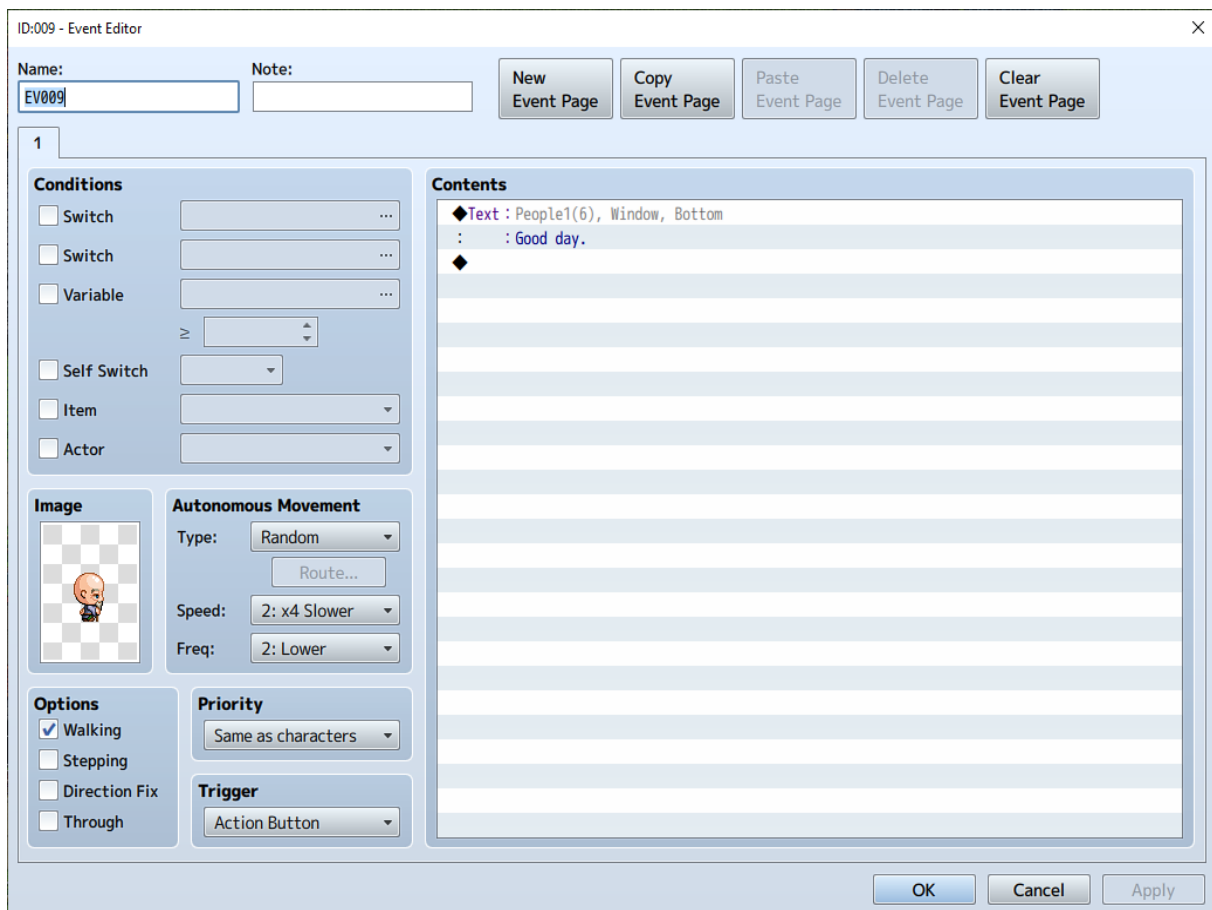 ID:009 - Event Editor
Name:
Note:
EV009
New
Event Page
Copy
Event Page
Paste
Event Page
Delete
Event Page
Clear
Event Page
1
Conditions
Switch ...
Switch ...
Variable ...
≥
Self Switch
Item
Actor
Image
Autonomous Movement
Type: Random
Route...
Speed: 2: x4 Slower
Freq: 2: Lower
Options
Walking
Stepping
Direction Fix
Through
Priority
Same as characters
Trigger
Action Button
Contents
◆Text : People1(6), Window, Bottom
: : Good day.
◆
OK
Cancel
Apply